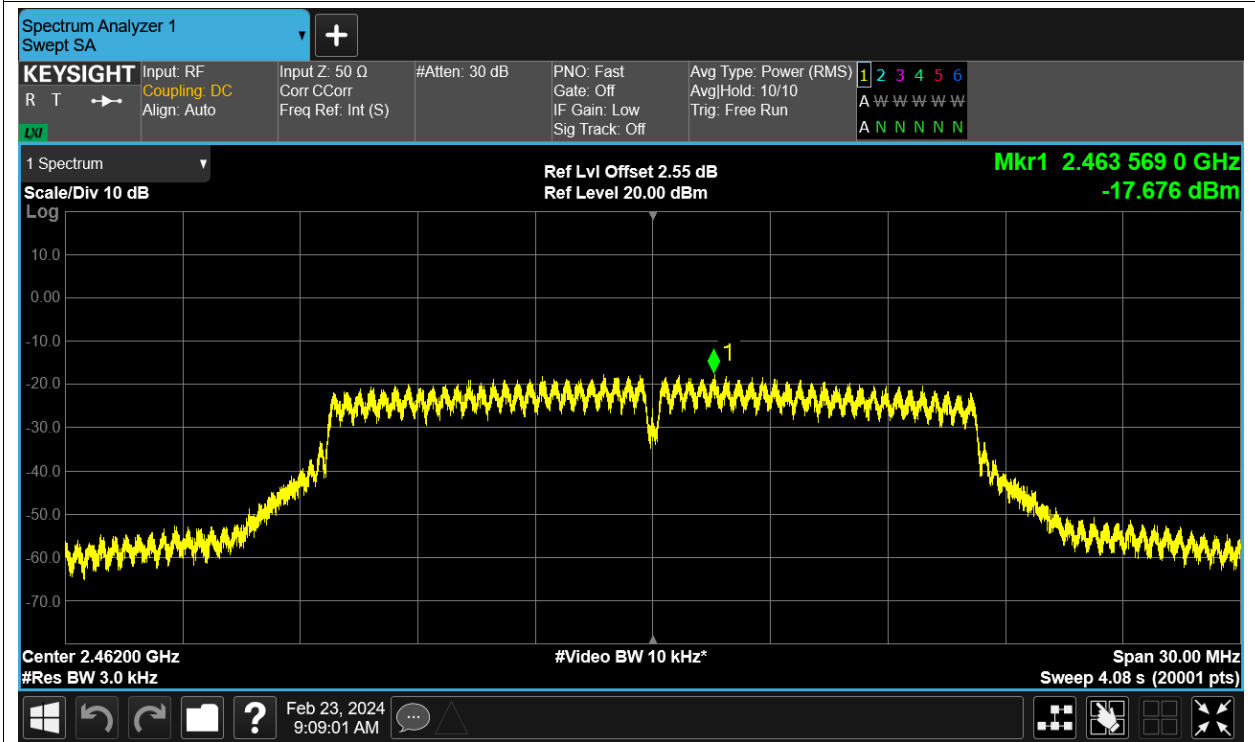 Spectrum Analyzer 1
Swept SA
+
KEYSIGHT
R T
LXI
Input: RF
Coupling: DC
Align: Auto
Input Z: 50 Ω
Corr CCorr
Freq Ref: Int (S)
#Atten: 30 dB
PNO: Fast
Gate: Off
IF Gain: Low
Sig Track: Off
Avg Type: Power (RMS)
Avg|Hold: 10/10
Trig: Free Run
1 2 3 4 5 6
A W W W W W
A N N N N N
1 Spectrum
Scale/Div 10 dB
Log
Ref Lvl Offset 2.55 dB
Ref Level 20.00 dBm
Mkr1 2.463 569 0 GHz
-17.676 dBm
10.0
0.00
-10.0
-20.0
-30.0
-40.0
-50.0
-60.0
-70.0
1
Center 2.46200 GHz
#Res BW 3.0 kHz
#Video BW 10 kHz*
Span 30.00 MHz
Sweep 4.08 s (20001 pts)
?
Feb 23, 2024
9:09:01 AM